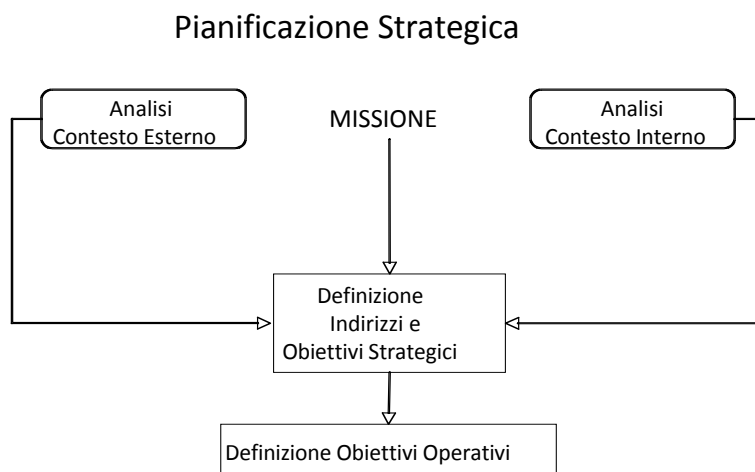 Pianificazione Strategica
Analisi
Contesto Esterno
MISSIONE
Analisi
Contesto Interno
Definizione
Indirizzi e
Obiettivi Strategici
Definizione Obiettivi Operativi